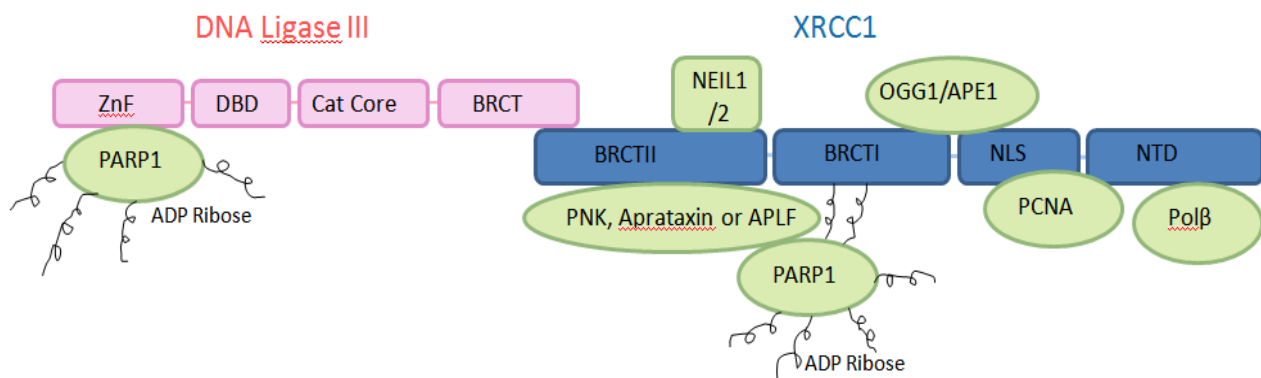 DNA Ligase III
XRCC1
ZnF
DBD
Cat Core
BRCT
PARP1
ADP Ribose
NEIL1
/2
OGG1/APE1
BRCTII
BRCTI
NLS
NTD
PNK, Aprataxin or APLF
PCNA
Polβ
PARP1
ADP Ribose